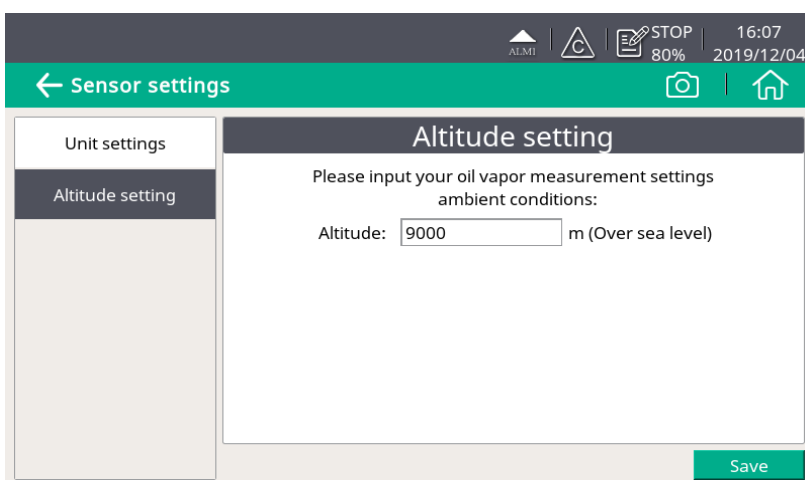 ALM1 C STOP 16:07
80% 2019/12/04
Sensor settings
Unit settings
Altitude setting
Altitude setting
Please input your oil vapor measurement settings
ambient conditions:
Altitude: 9000 m (Over sea level)
Save